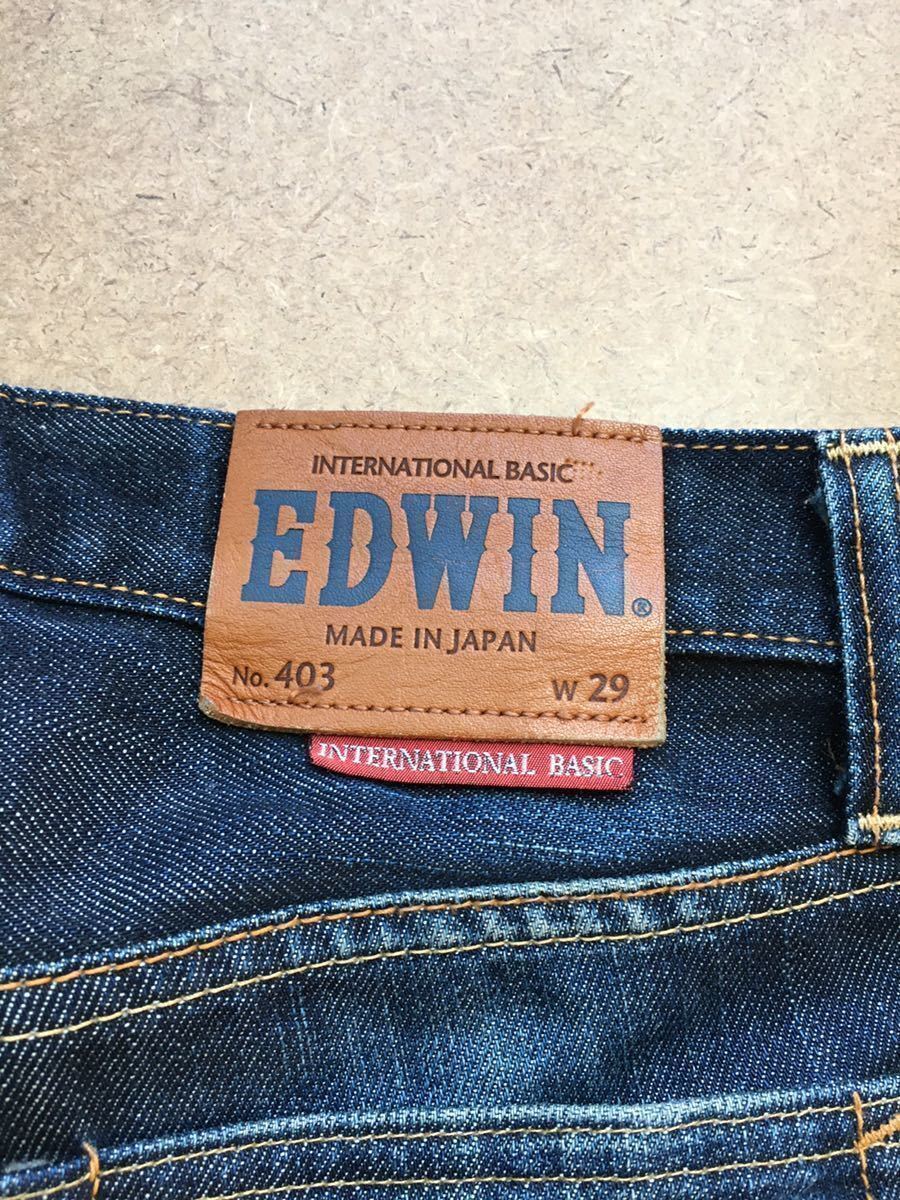 INTERNATIONAL BASIC
EDWIN®
MADE IN JAPAN
No. 403 W 29
INTERNATIONAL BASIC